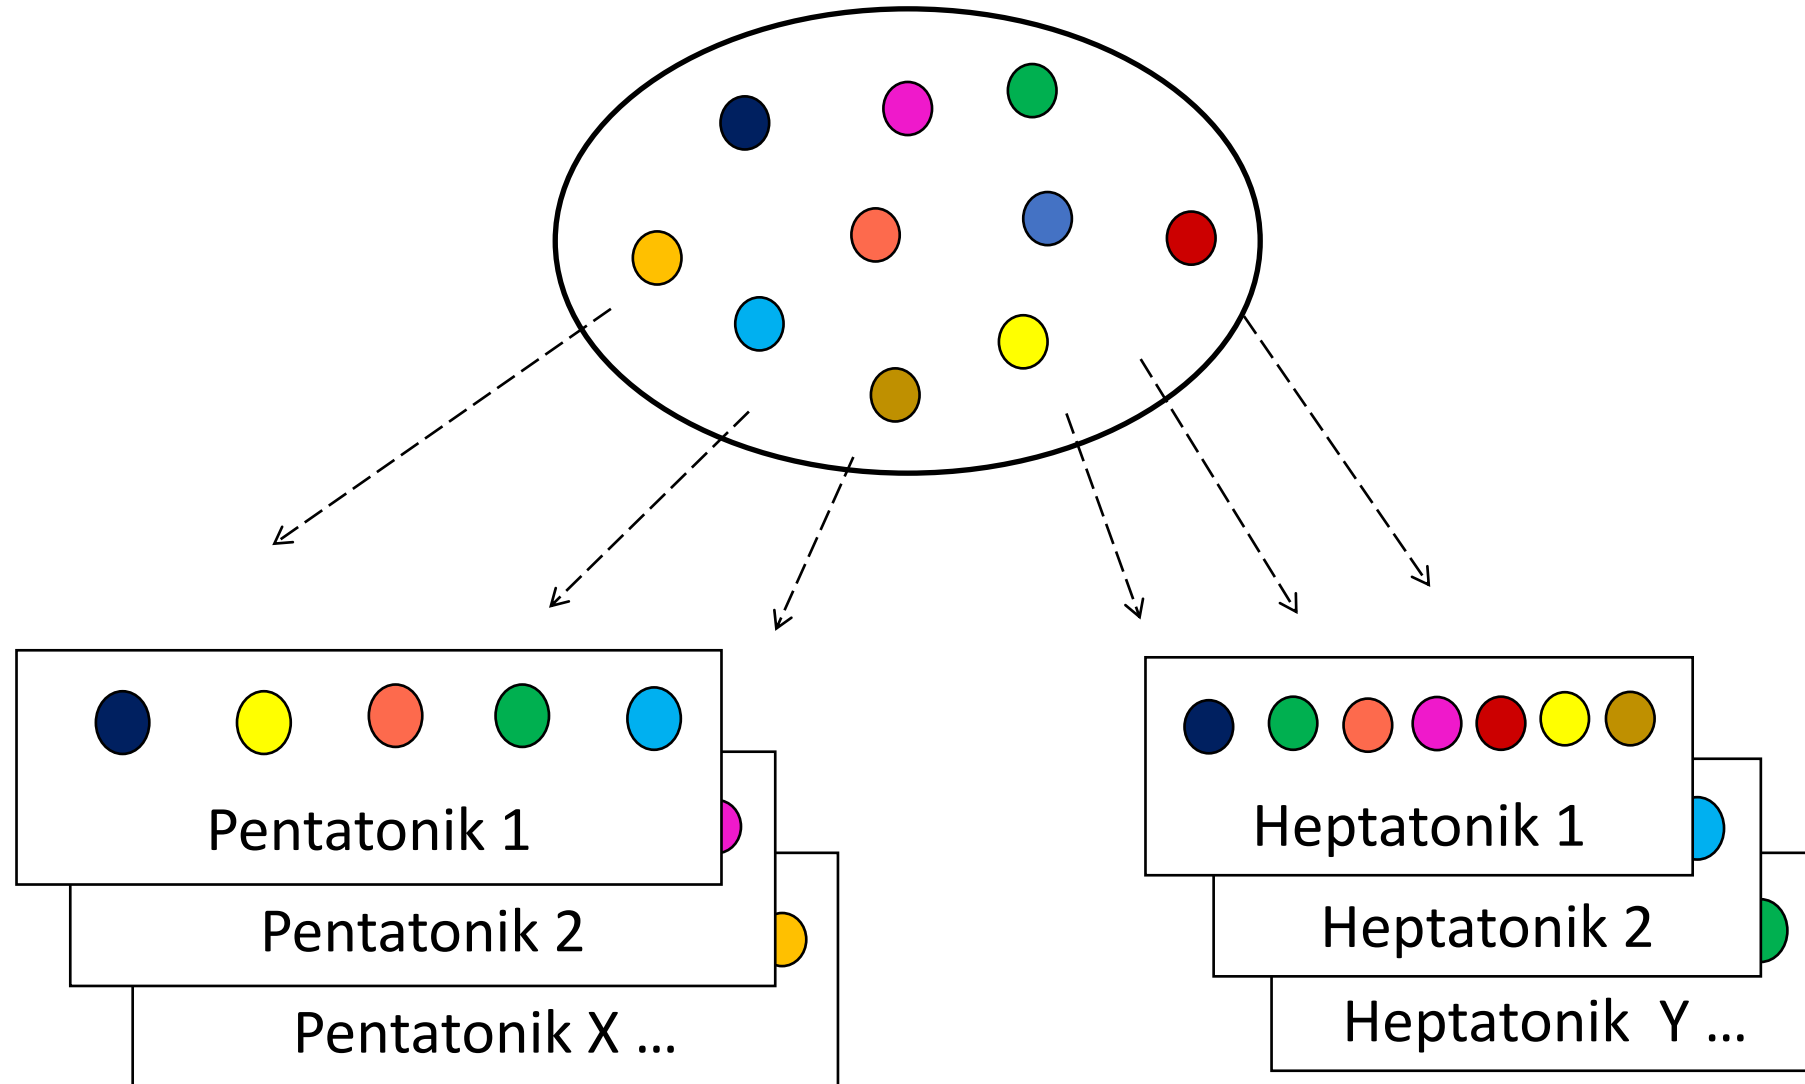 Pentatonik 1
Pentatonik 2
Pentatonik X ...
Heptatonik 1
Heptatonik 2
Heptatonik Y ...